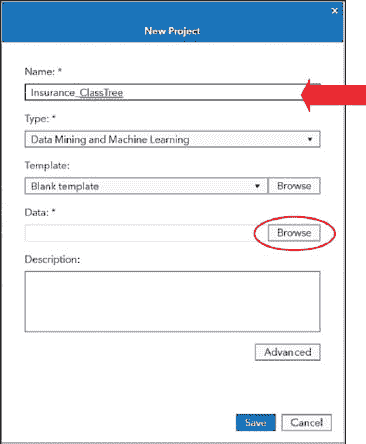 ×
New Project
Name: *
Insurance_ClassTree
Type: *
Data Mining and Machine Learning
Template:
Blank template
Browse
Data: *
Browse
Description:
Advanced
Save
Cancel